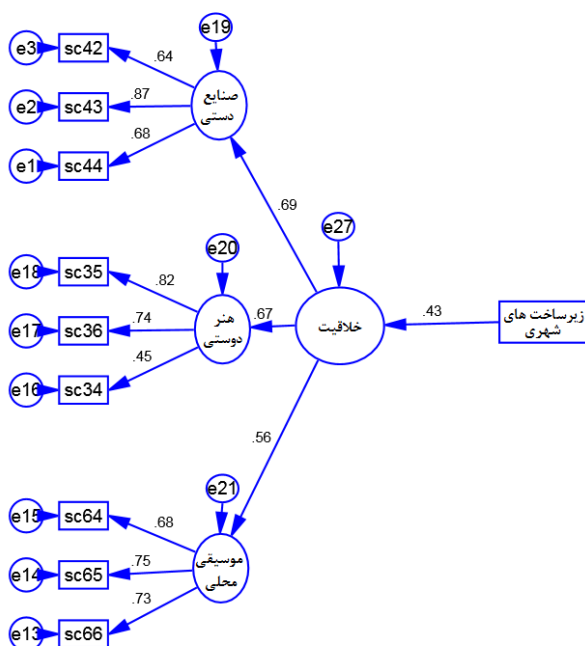 e19
e3
sc42
.64
صنایع
دستی
e2
sc43
.87
e1
sc44
.68
.69
e27
e20
e18
sc35
.82
هنر
دوستی
e17
sc36
.74
.67
خلاقیت
.43
زیرساخت های
شهری
e16
sc34
.45
.56
e21
e15
sc64
.68
موسیقی
محلی
e14
sc65
.75
e13
sc66
.73